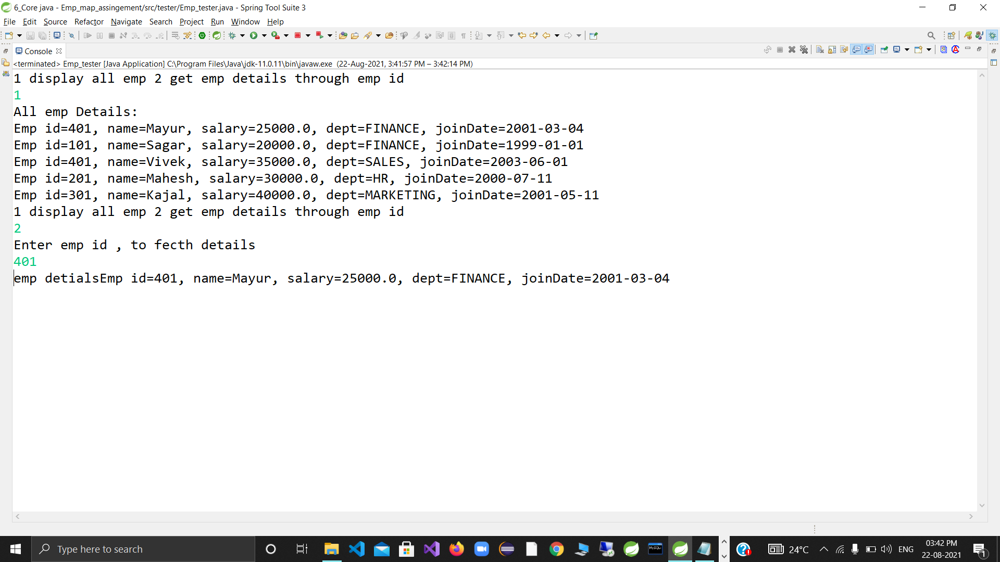 6_Core java - Emp_map_assingement/src/tester/Emp_tester.java - Spring Tool Suite 3
File Edit Source Refactor Navigate Search Project Run Window Help
Console
<terminated> Emp_tester [Java Application] C:\Program Files\Java\jdk-11.0.11\bin\javaw.exe (22-Aug-2021, 3:41:57 PM – 3:42:14 PM)
1 display all emp 2 get emp details through emp id
1
All emp Details:
Emp id=401, name=Mayur, salary=25000.0, dept=FINANCE, joinDate=2001-03-04
Emp id=101, name=Sagar, salary=20000.0, dept=FINANCE, joinDate=1999-01-01
Emp id=401, name=Vivek, salary=35000.0, dept=SALES, joinDate=2003-06-01
Emp id=201, name=Mahesh, salary=30000.0, dept=HR, joinDate=2000-07-11
Emp id=301, name=Kajal, salary=40000.0, dept=MARKETING, joinDate=2001-05-11
1 display all emp 2 get emp details through emp id
2
Enter emp id , to fecth details
401
emp detialsEmp id=401, name=Mayur, salary=25000.0, dept=FINANCE, joinDate=2001-03-04
Type here to search
MySQL
24°C
ENG
03:42 PM
22-08-2021
1